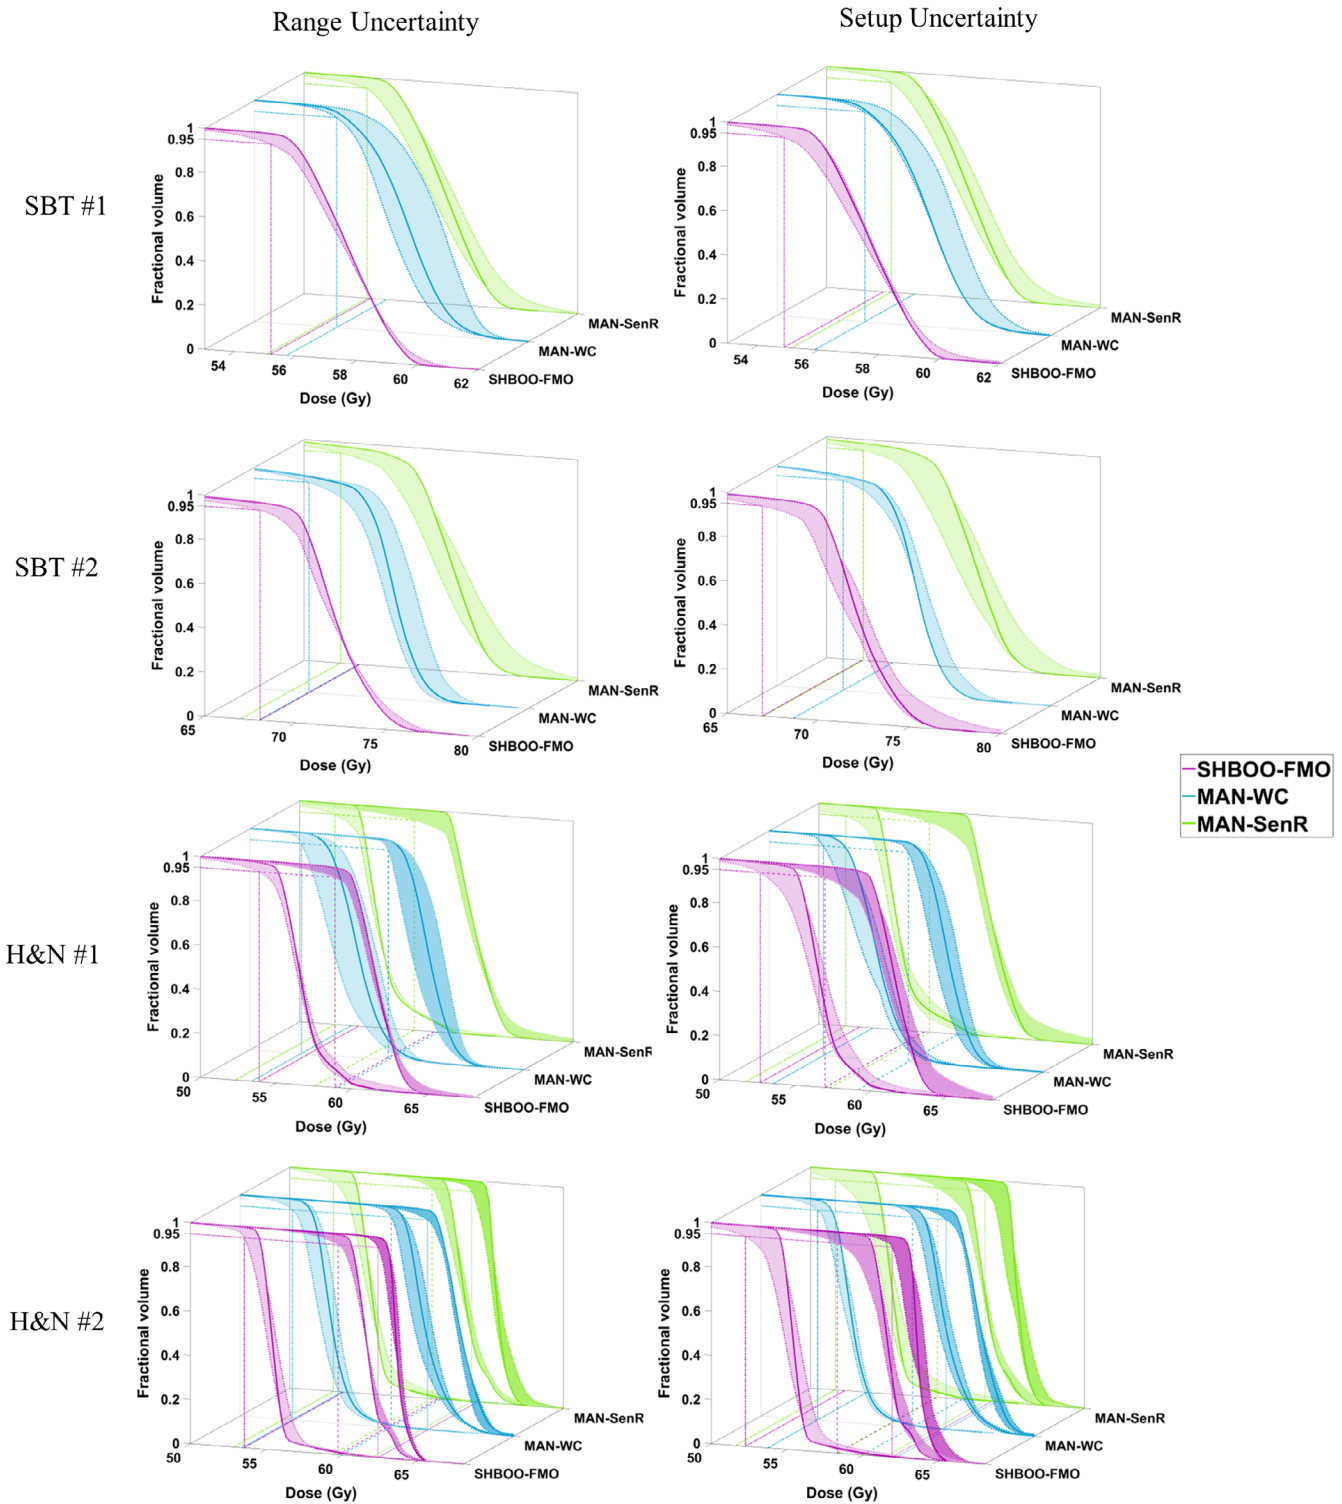 Range Uncertainty
Setup Uncertainty
SBT #1
Fractional volume
1
0.95
0.8
0.6
0.4
0.2
0
54
56
58
60
62
Dose (Gy)
MAN-SenR
MAN-WC
SHBOO-FMO
Fractional volume
1
0.95
0.8
0.6
0.4
0.2
0
54
56
58
60
62
Dose (Gy)
MAN-SenR
MAN-WC
SHBOO-FMO
SBT #2
Fractional volume
1
0.95
0.8
0.6
0.4
0.2
0
65
70
75
80
Dose (Gy)
MAN-SenR
MAN-WC
SHBOO-FMO
Fractional volume
1
0.95
0.8
0.6
0.4
0.2
0
65
70
75
80
Dose (Gy)
MAN-SenR
MAN-WC
SHBOO-FMO
SHBOO-FMO
MAN-WC
MAN-SenR
H&N #1
Fractional volume
1
0.95
0.8
0.6
0.4
0.2
0
50
55
60
65
Dose (Gy)
MAN-SenR
MAN-WC
SHBOO-FMO
Fractional volume
1
0.95
0.8
0.6
0.4
0.2
0
50
55
60
65
Dose (Gy)
MAN-SenR
MAN-WC
SHBOO-FMO
H&N #2
Fractional volume
1
0.95
0.8
0.6
0.4
0.2
0
50
55
60
65
Dose (Gy)
MAN-SenR
MAN-WC
SHBOO-FMO
Fractional volume
1
0.95
0.8
0.6
0.4
0.2
0
50
55
60
65
Dose (Gy)
MAN-SenR
MAN-WC
SHBOO-FMO